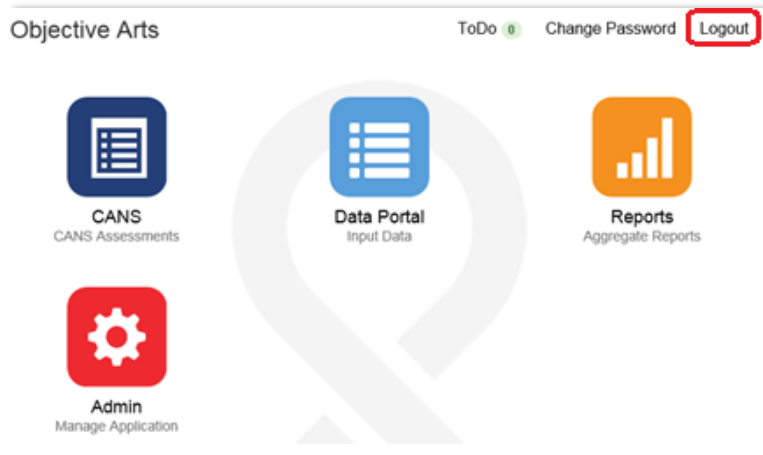 Objective Arts
ToDo 0 Change Password Logout
CANS
CANS Assessments
Data Portal
Input Data
Reports
Aggregate Reports
Admin
Manage Application